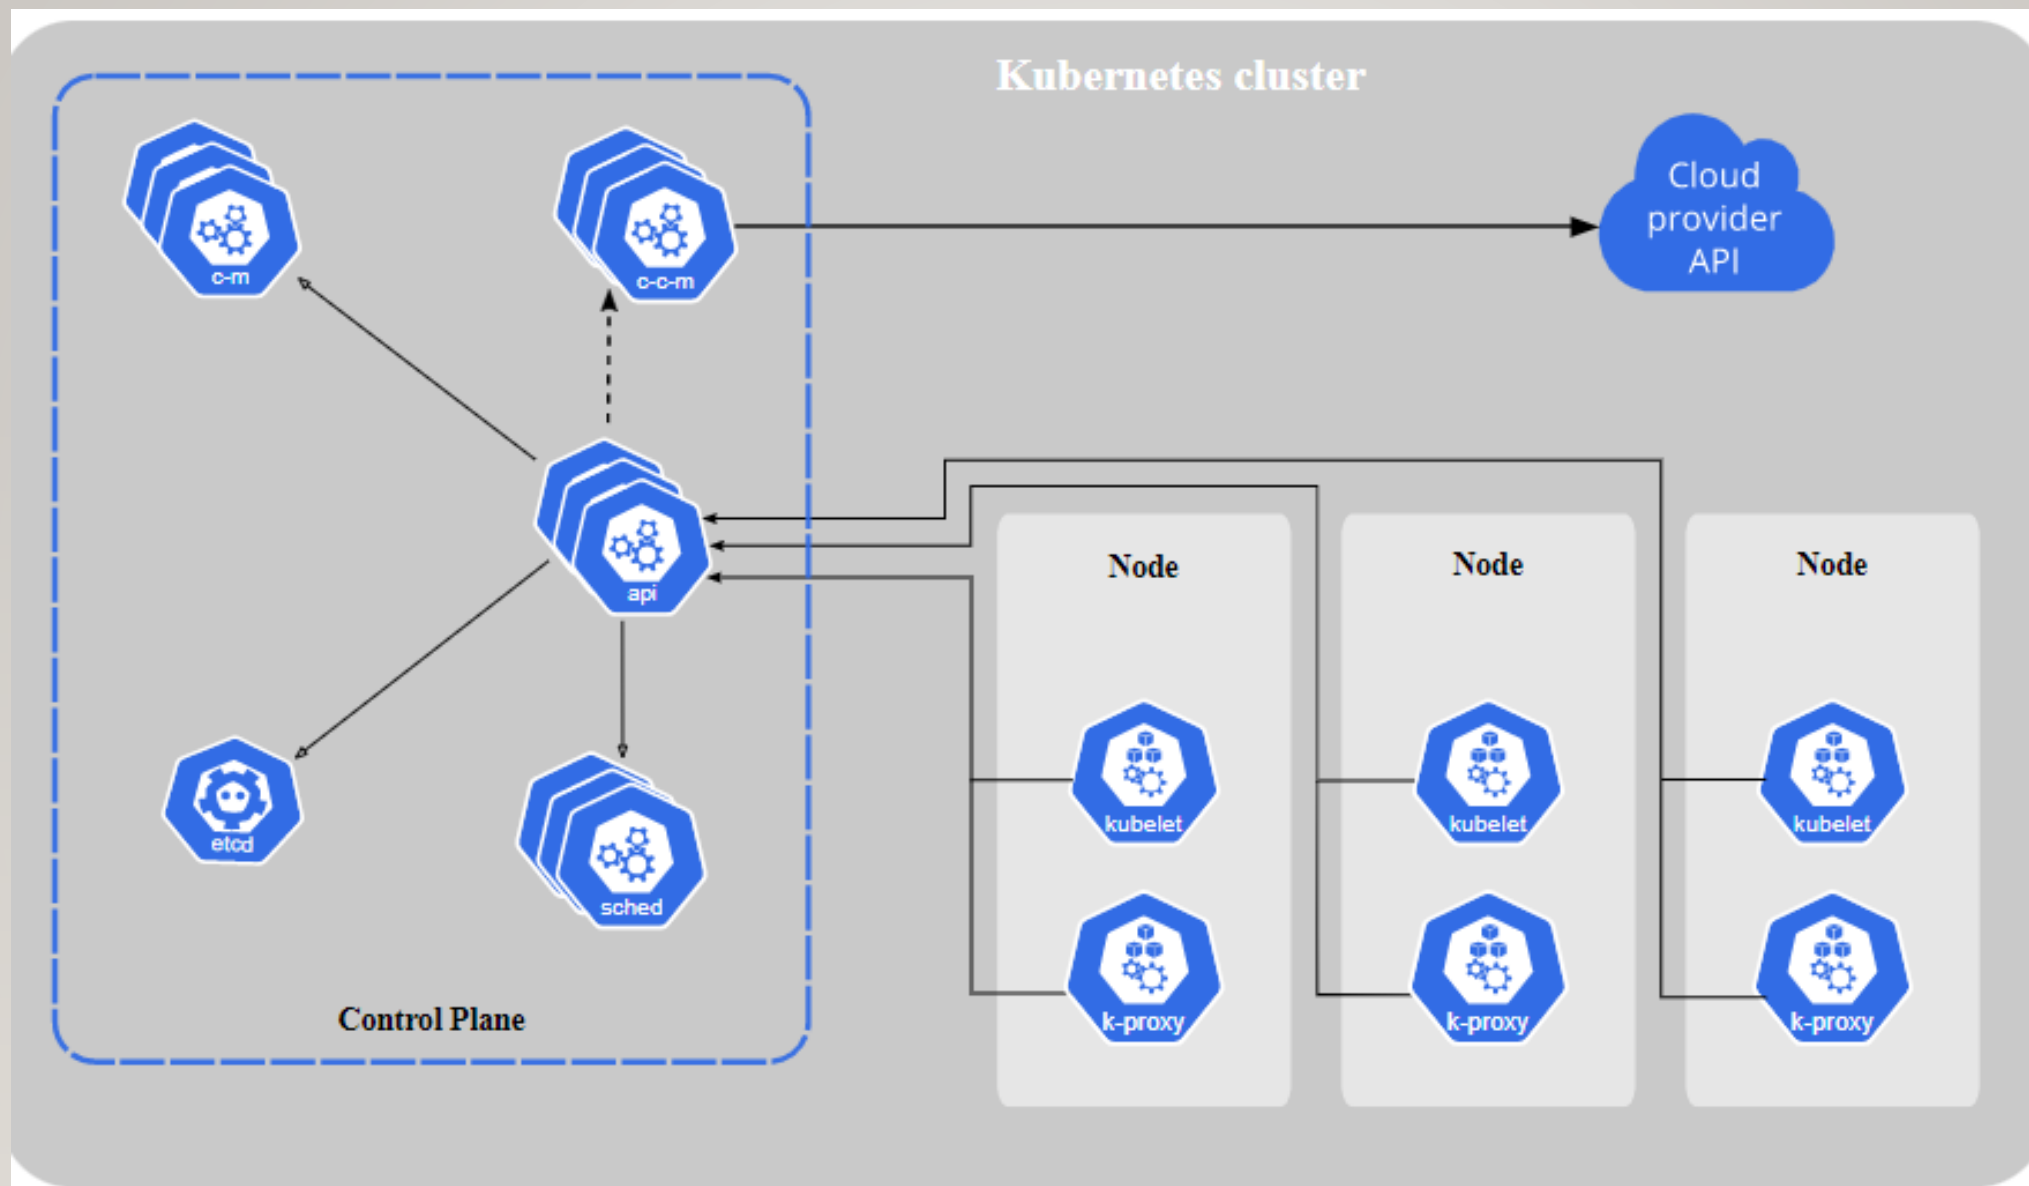 Kubernetes cluster
c-m
c-c-m
Cloud
provider
API
api
etcd
sched
Control Plane
Node
kubelet
k-proxy
Node
kubelet
k-proxy
Node
kubelet
k-proxy